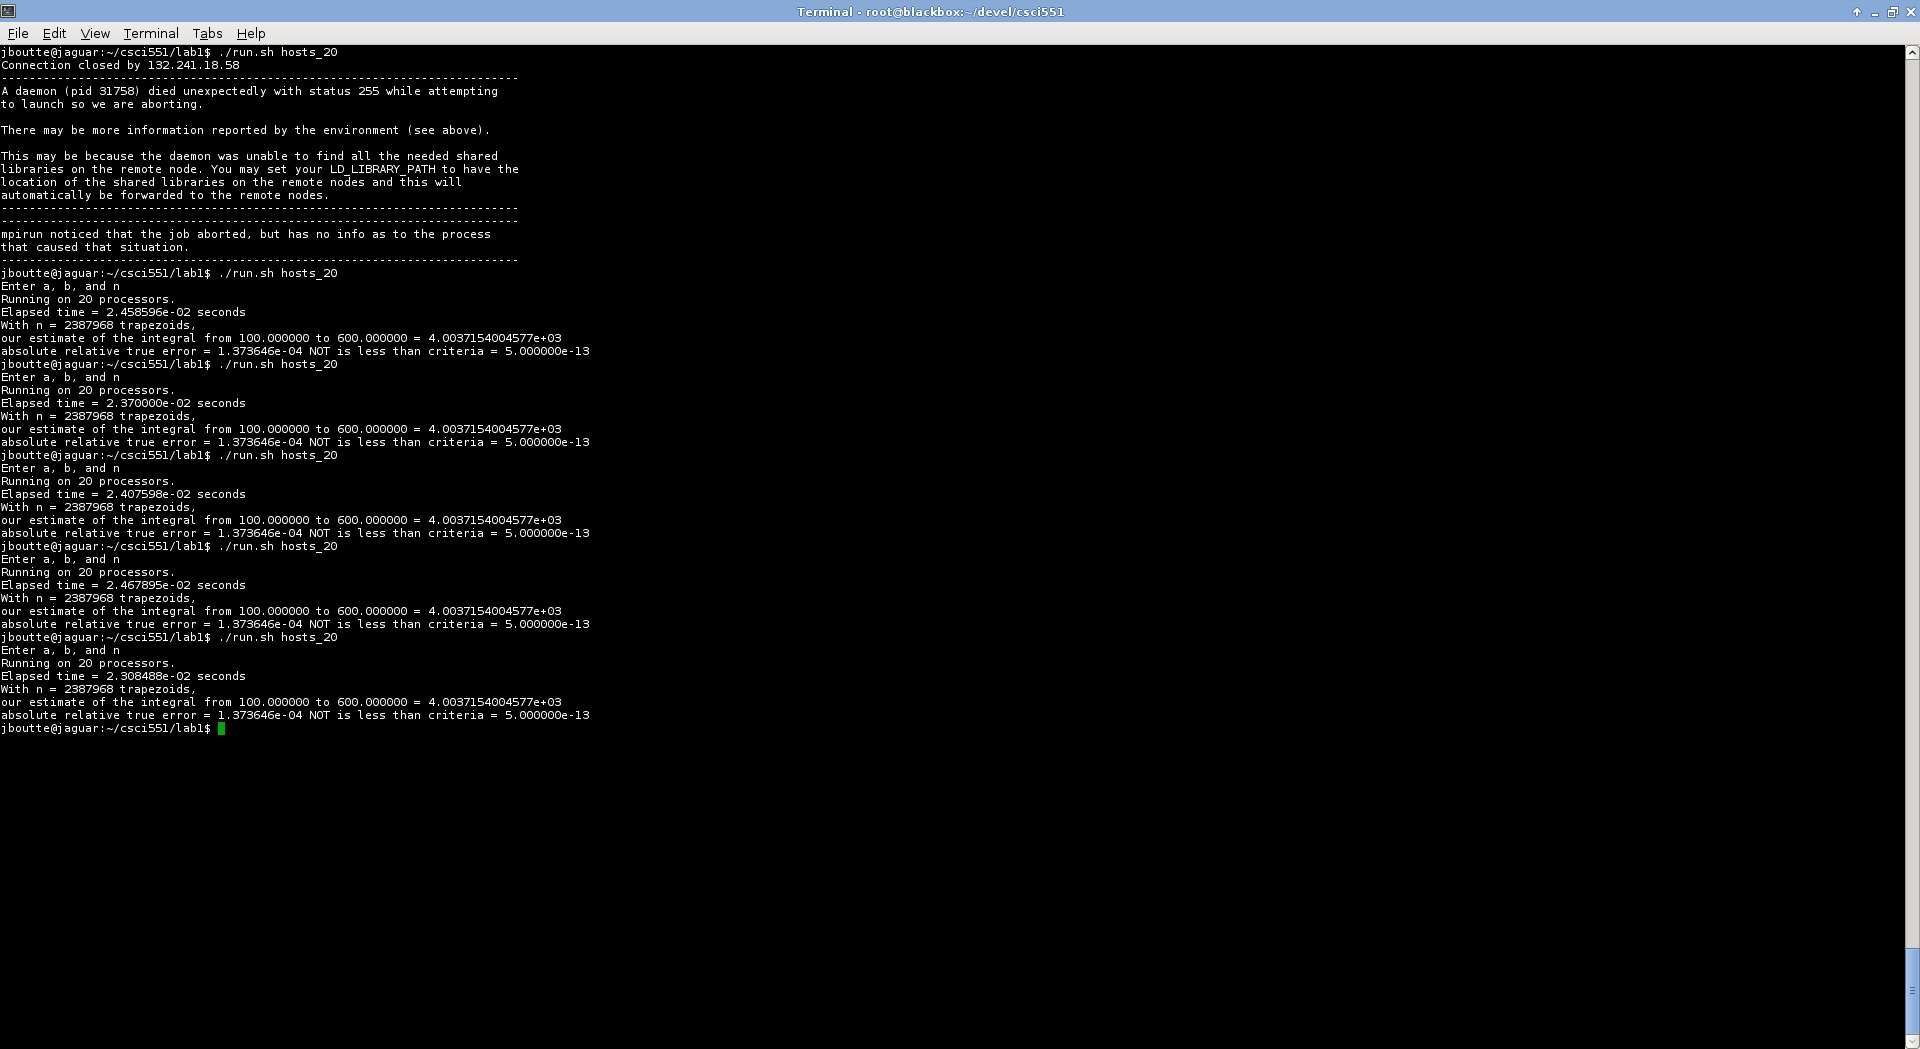 Terminal - root@blackbox:~/devel/csci551
File Edit View Terminal Tabs Help
jboutte@jaguar:~/csci551/lab1$ ./run.sh hosts_20
Connection closed by 132.241.18.58
--------------------------------------------------------------------------
A daemon (pid 31758) died unexpectedly with status 255 while attempting
to launch so we are aborting.

There may be more information reported by the environment (see above).

This may be because the daemon was unable to find all the needed shared
libraries on the remote node. You may set your LD_LIBRARY_PATH to have the
location of the shared libraries on the remote nodes and this will
automatically be forwarded to the remote nodes.
--------------------------------------------------------------------------
--------------------------------------------------------------------------
mpirun noticed that the job aborted, but has no info as to the process
that caused that situation.
--------------------------------------------------------------------------
jboutte@jaguar:~/csci551/lab1$ ./run.sh hosts_20
Enter a, b, and n
Running on 20 processors.
Elapsed time = 2.458596e-02 seconds
With n = 2387968 trapezoids,
our estimate of the integral from 100.000000 to 600.000000 = 4.0037154004577e+03
absolute relative true error = 1.373646e-04 NOT is less than criteria = 5.000000e-13
jboutte@jaguar:~/csci551/lab1$ ./run.sh hosts_20
Enter a, b, and n
Running on 20 processors.
Elapsed time = 2.370000e-02 seconds
With n = 2387968 trapezoids,
our estimate of the integral from 100.000000 to 600.000000 = 4.0037154004577e+03
absolute relative true error = 1.373646e-04 NOT is less than criteria = 5.000000e-13
jboutte@jaguar:~/csci551/lab1$ ./run.sh hosts_20
Enter a, b, and n
Running on 20 processors.
Elapsed time = 2.407598e-02 seconds
With n = 2387968 trapezoids,
our estimate of the integral from 100.000000 to 600.000000 = 4.0037154004577e+03
absolute relative true error = 1.373646e-04 NOT is less than criteria = 5.000000e-13
jboutte@jaguar:~/csci551/lab1$ ./run.sh hosts_20
Enter a, b, and n
Running on 20 processors.
Elapsed time = 2.467895e-02 seconds
With n = 2387968 trapezoids,
our estimate of the integral from 100.000000 to 600.000000 = 4.0037154004577e+03
absolute relative true error = 1.373646e-04 NOT is less than criteria = 5.000000e-13
jboutte@jaguar:~/csci551/lab1$ ./run.sh hosts_20
Enter a, b, and n
Running on 20 processors.
Elapsed time = 2.308488e-02 seconds
With n = 2387968 trapezoids,
our estimate of the integral from 100.000000 to 600.000000 = 4.0037154004577e+03
absolute relative true error = 1.373646e-04 NOT is less than criteria = 5.000000e-13
jboutte@jaguar:~/csci551/lab1$